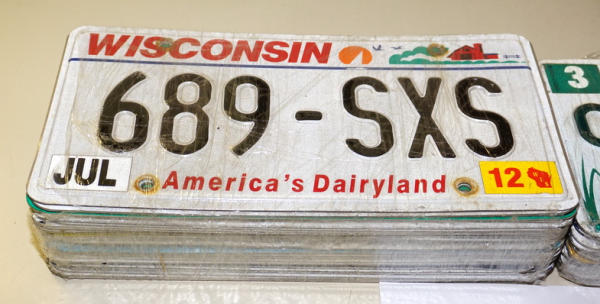 WISCONSIN
689-SXS
JUL America's Dairyland 12
3